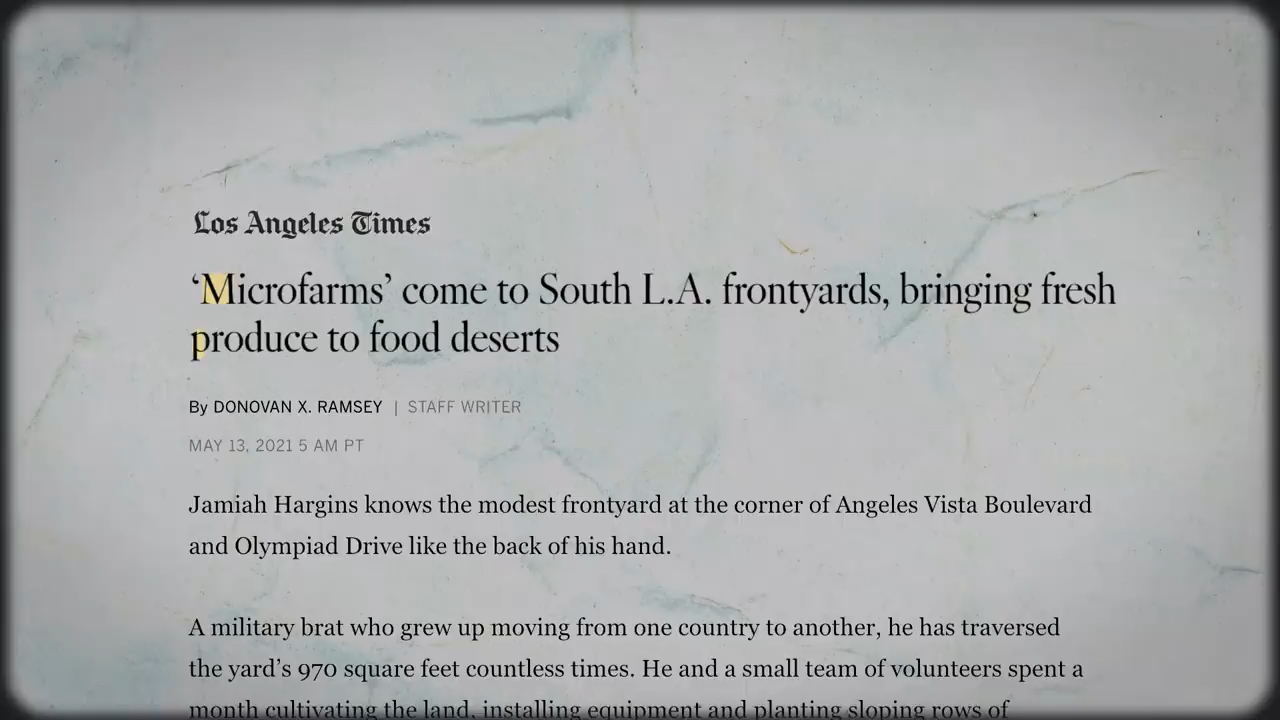 Los Angeles Times
‘Microfarms’ come to South L.A. frontyards, bringing fresh
produce to food deserts
By DONOVAN X. RAMSEY | STAFF WRITER
MAY 13, 2021 5 AM PT
Jamiah Hargins knows the modest frontyard at the corner of Angeles Vista Boulevard
and Olympiad Drive like the back of his hand.
A military brat who grew up moving from one country to another, he has traversed
the yard’s 970 square feet countless times. He and a small team of volunteers spent a
month cultivating the land, installing equipment and planting sloping rows of